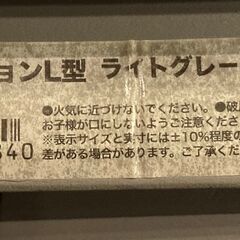 ョンL型 ライトグレー
●火気に近づけないでください。●破
お子様が口にしないようご注意ください
※表示サイズと実寸には±10%程度の
840 差がある場合があります。ご了承くださ